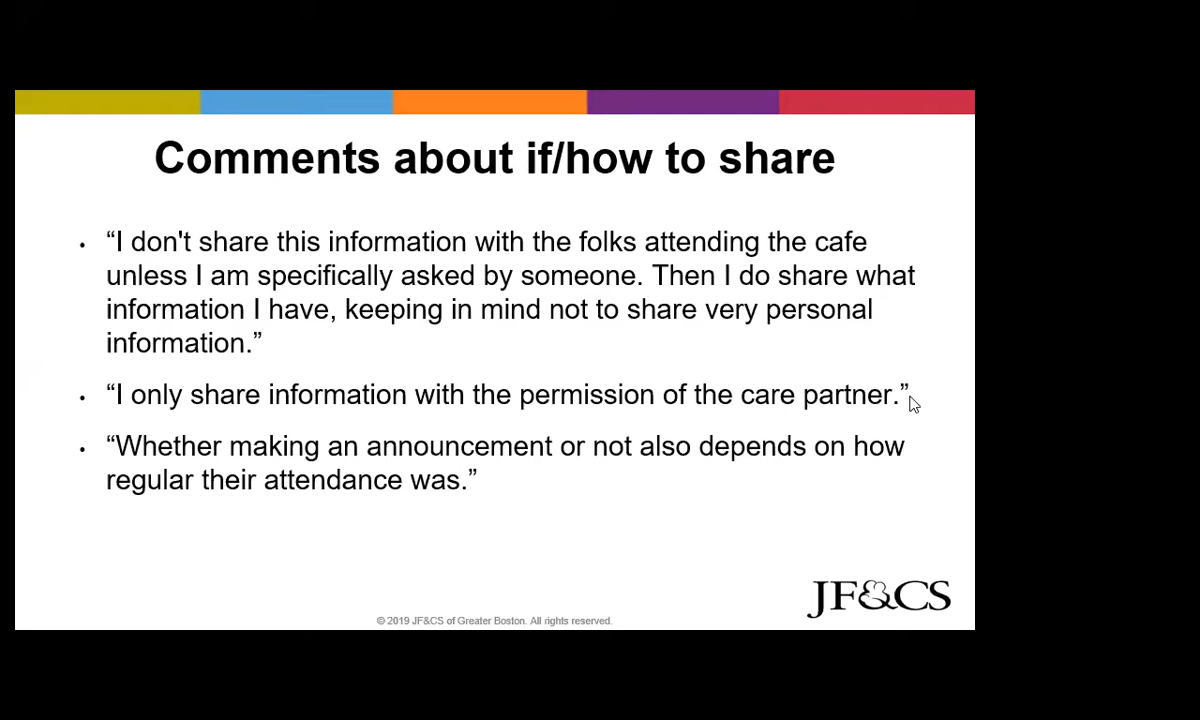 Comments about if/how to share
• “I don't share this information with the folks attending the cafe
unless I am specifically asked by someone. Then I do share what
information I have, keeping in mind not to share very personal
information.”
• “I only share information with the permission of the care partner.”
• “Whether making an announcement or not also depends on how
regular their attendance was.”
JF&CS
© 2019 JF&CS of Greater Boston. All rights reserved.